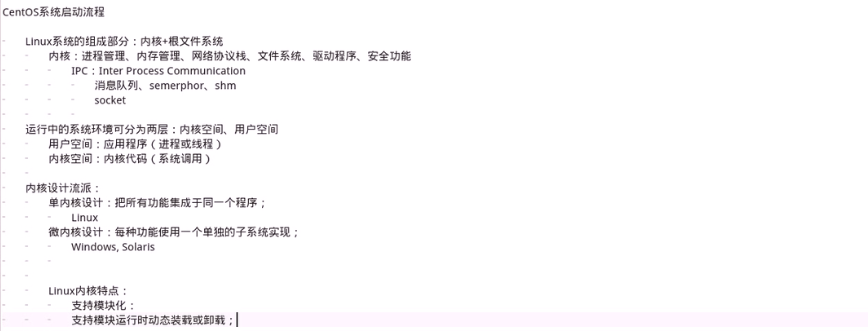 CentOS系统启动流程
Linux系统的组成部分：内核+根文件系统
内核：进程管理、内存管理、网络协议栈、文件系统、驱动程序、安全功能
IPC：Inter Process Communication
消息队列、semerphor、shm
socket
运行中的系统环境可分为两层：内核空间、用户空间
用户空间：应用程序（进程或线程）
内核空间：内核代码（系统调用）
内核设计流派：
单内核设计：把所有功能集成于同一个程序；
Linux
微内核设计：每种功能使用一个单独的子系统实现；
Windows, Solaris
Linux内核特点：
支持模块化：
支持模块运行时动态装载或卸载；